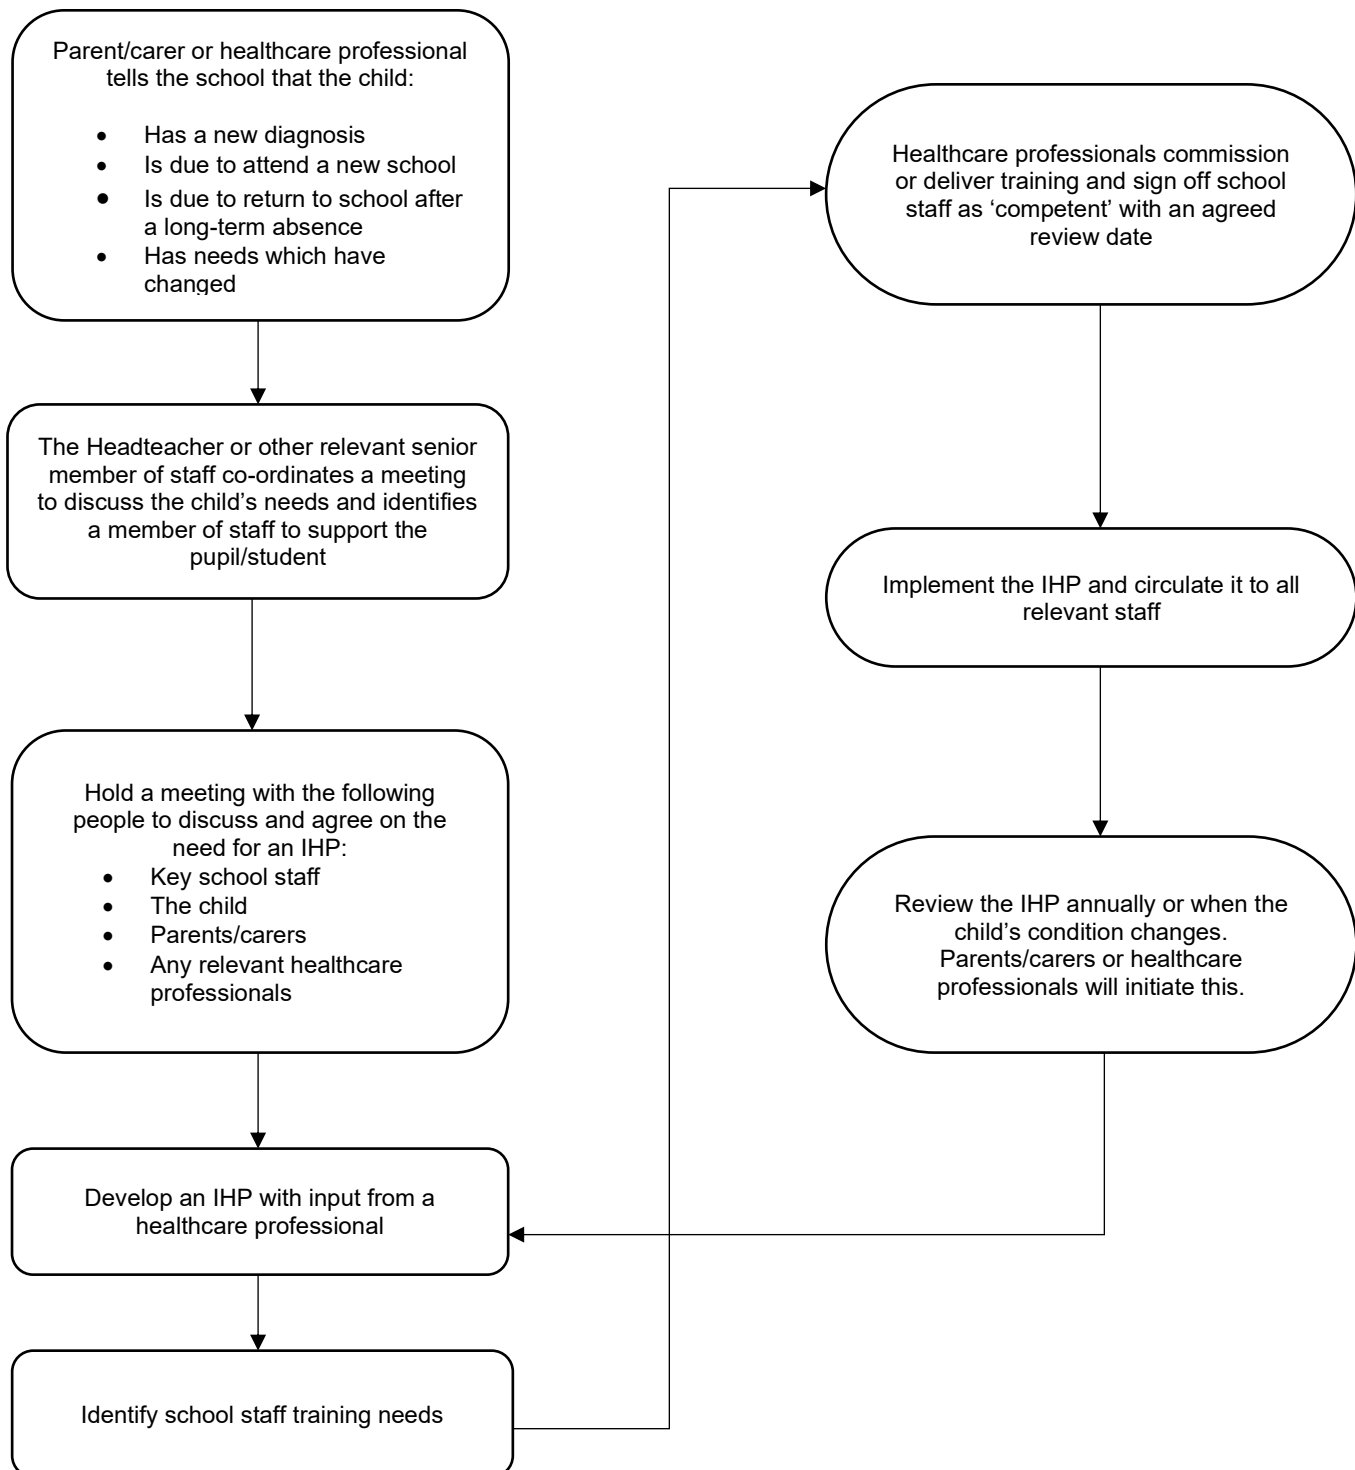 Parent/carer or healthcare professional
tells the school that the child:
• Has a new diagnosis
• Is due to attend a new school
• Is due to return to school after
a long-term absence
• Has needs which have
changed
The Headteacher or other relevant senior
member of staff co-ordinates a meeting
to discuss the child’s needs and identifies
a member of staff to support the
pupil/student
Hold a meeting with the following
people to discuss and agree on the
need for an IHP:
• Key school staff
• The child
• Parents/carers
• Any relevant healthcare
professionals
Develop an IHP with input from a
healthcare professional
Identify school staff training needs
Healthcare professionals commission
or deliver training and sign off school
staff as ‘competent’ with an agreed
review date
Implement the IHP and circulate it to all
relevant staff
Review the IHP annually or when the
child’s condition changes.
Parents/carers or healthcare
professionals will initiate this.